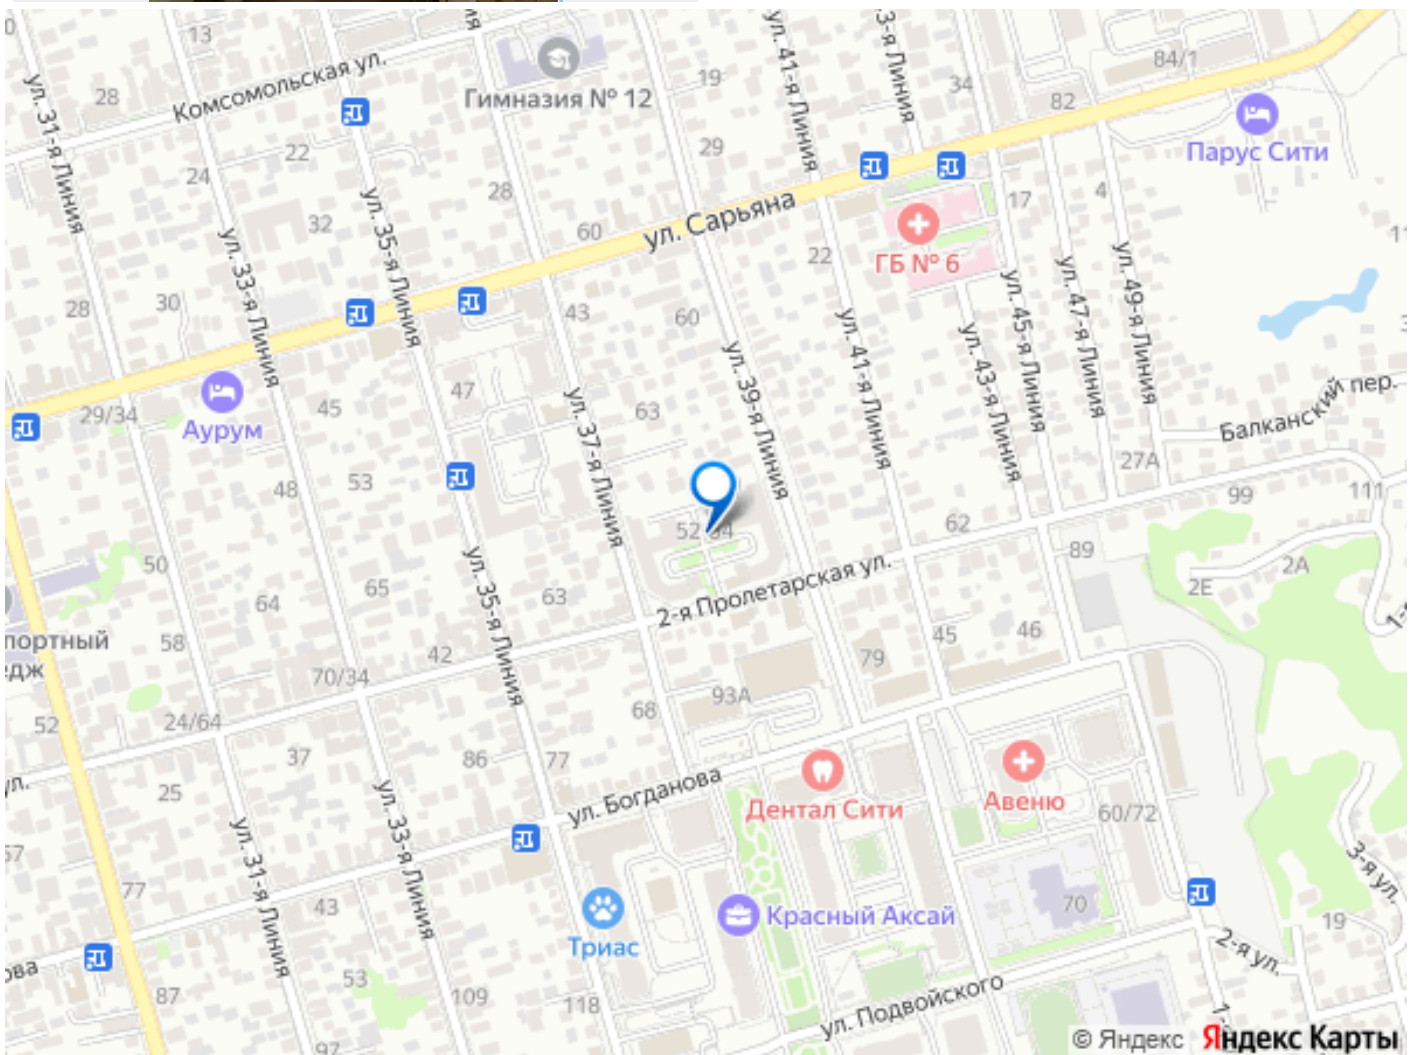 13
Комсомольская ул.
28
ул. 31-я Линия
22
24
32
ул. 33-я Линия
ул. 35-я Линия
Гимназия № 12
28
19
29
ул. 41-я Линия
3-я Линия
34
84/1
82
Парус Сити
ул. Сарьяна
60
22
ГБ № 6
17
4
28
30
43
60
ул. 39-я Линия
ул. 41-я Линия
ул. 43-я Линия
ул. 45-я Линия
ул. 47-я Линия
ул. 49-я Линия
Балканский пер.
29/34
Аурум
45
47
ул. 37-я Линия
63
48
53
27А
99
111
62
52
50
64
65
ул. 35-я Линия
63
2-я Пролетарская ул.
89
2Е
2А
58
портный
едж
52
24/64
70/34
42
68
93А
79
45
46
37
25
86
77
ул. Богданова
Дентал Сити
Авеню
60/72
ул. 31-я Линия
ул. 33-я Линия
77
43
Триас
Красный Аксай
70
3-я ул.
19
2-я ул.
ова
87
53
109
118
97
ул. Подвойского
© Яндекс Яндекс Карты